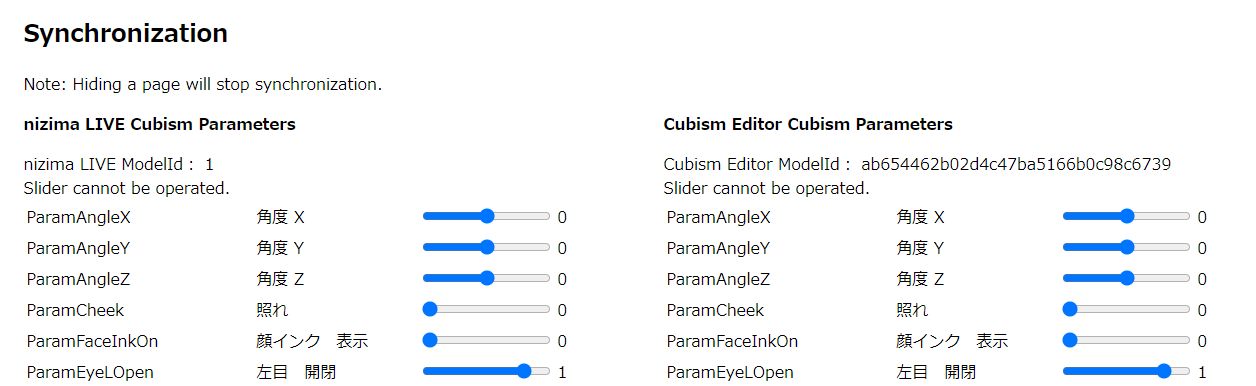 Synchronization
Note: Hiding a page will stop synchronization.
nizima LIVE Cubism Parameters
nizima LIVE ModelId： 1
Slider cannot be operated.
ParamAngleX 角度 X 0
ParamAngleY 角度 Y 0
ParamAngleZ 角度 Z 0
ParamCheek 照れ 0
ParamFaceInkOn 顔インク　表示 0
ParamEyeLOpen 左目　開閉 1
Cubism Editor Cubism Parameters
Cubism Editor ModelId： ab654462b02d4c47ba5166b0c98c6739
Slider cannot be operated.
ParamAngleX 角度 X 0
ParamAngleY 角度 Y 0
ParamAngleZ 角度 Z 0
ParamCheek 照れ 0
ParamFaceInkOn 顔インク　表示 0
ParamEyeLOpen 左目　開閉 1